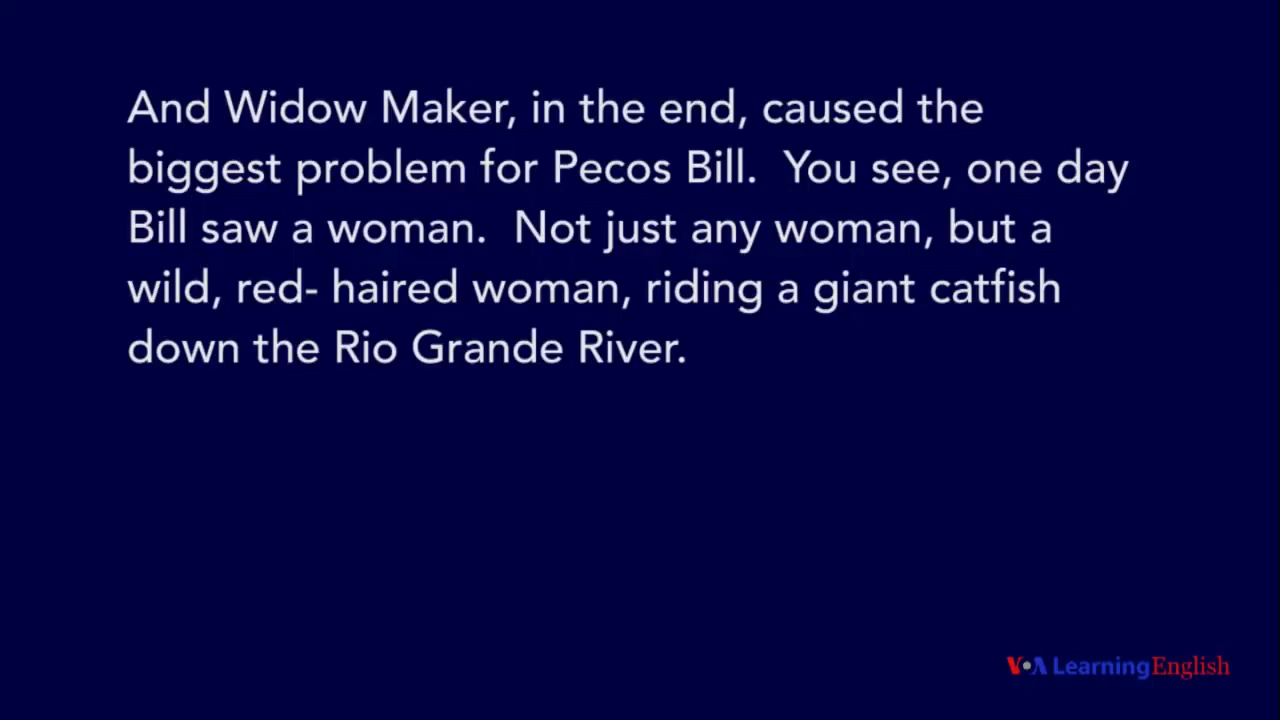 And Widow Maker, in the end, caused the
biggest problem for Pecos Bill.  You see, one day
Bill saw a woman.  Not just any woman, but a
wild, red- haired woman, riding a giant catfish
down the Rio Grande River.
VOA LearningEnglish